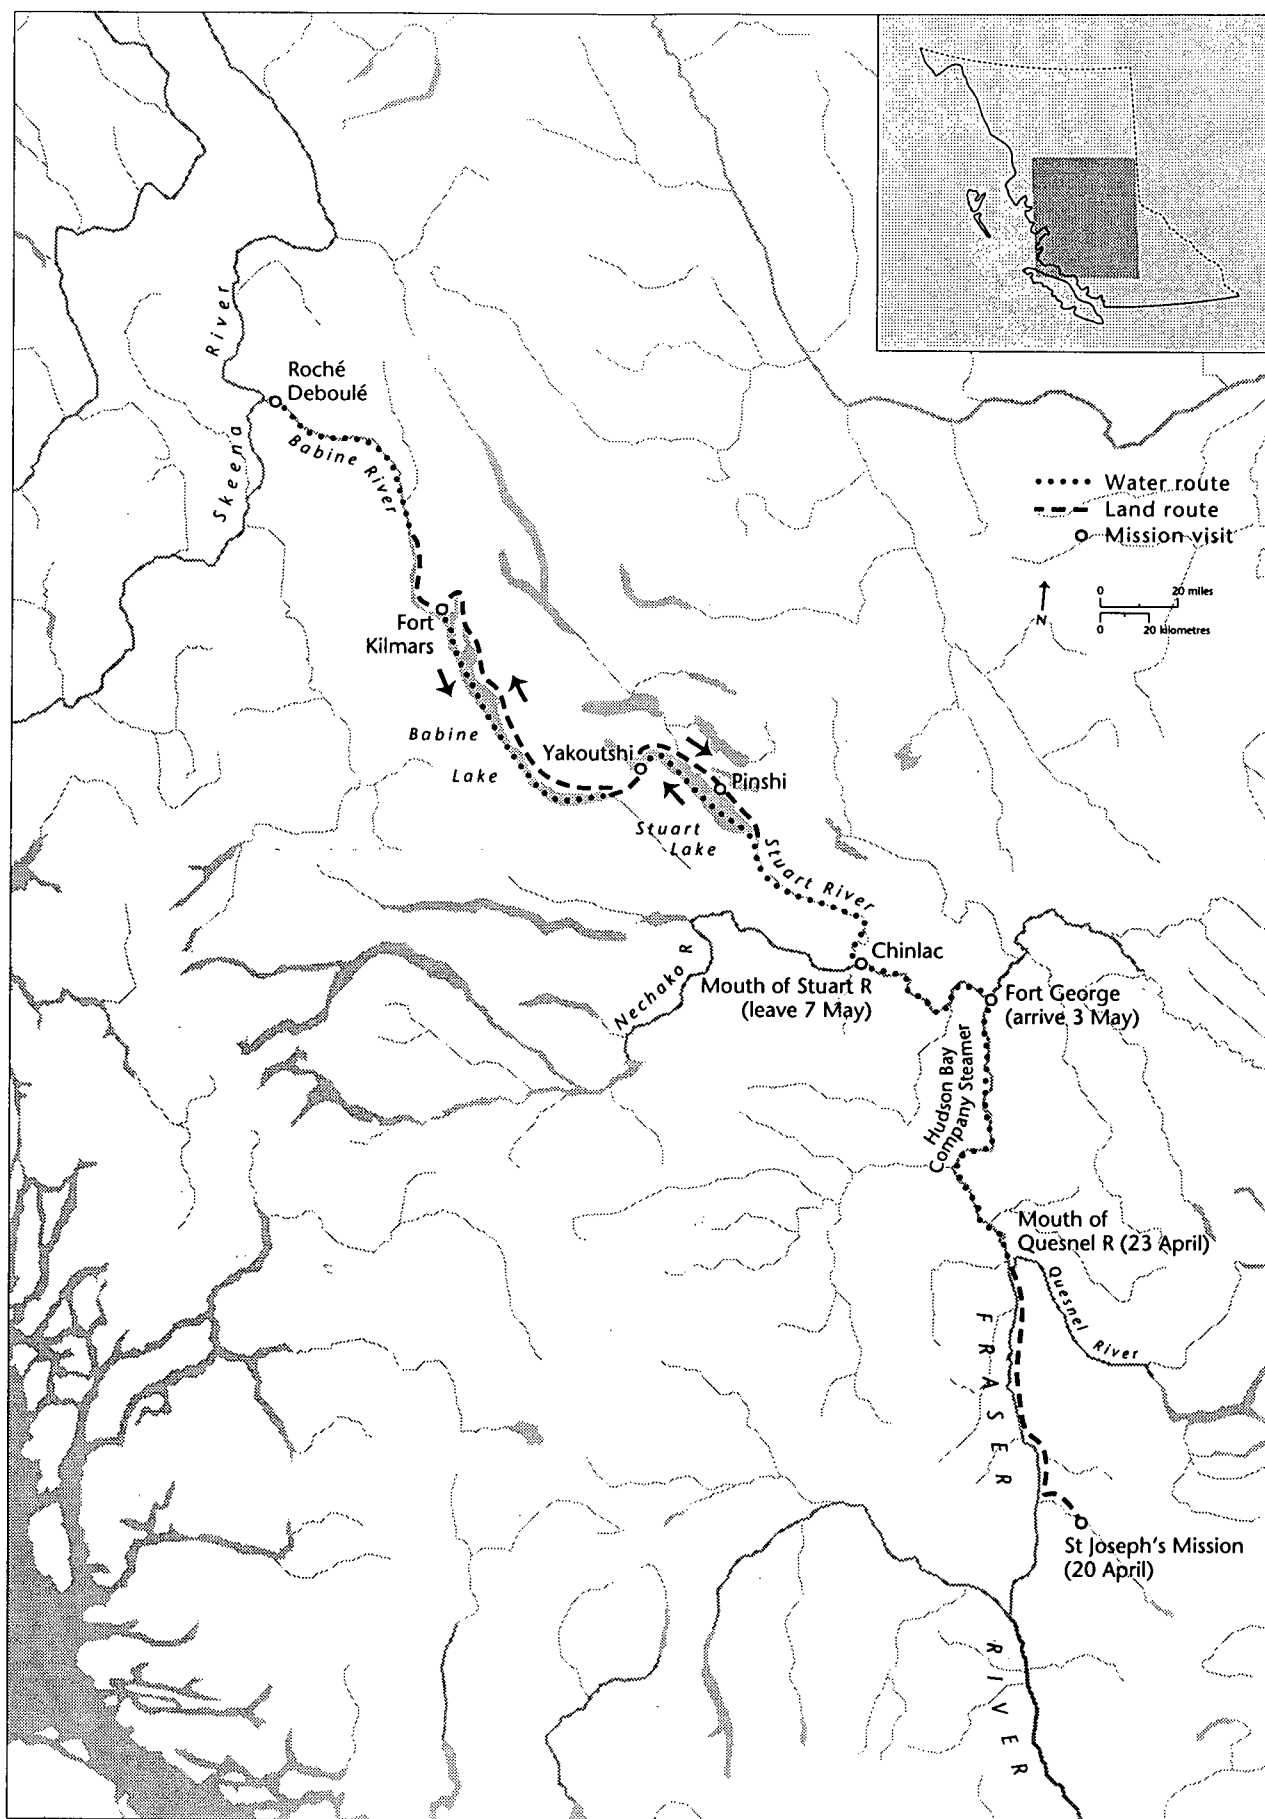 River
Skeena
Roché
Deboulé
Babine River
Water route
Land route
Mission visit
N
0 20 miles
0 20 kilometres
Fort
Kilmars
Babine
Lake
Yakoutshi
Pinshi
Stuart
Lake
Stuart River
Nechako R
Chinlac
Mouth of Stuart R
(leave 7 May)
Fort George
(arrive 3 May)
Hudson Bay
Company Steamer
Mouth of
Quesnel R (23 April)
Quesnel River
FRASER
St Joseph's Mission
(20 April)
RIVER